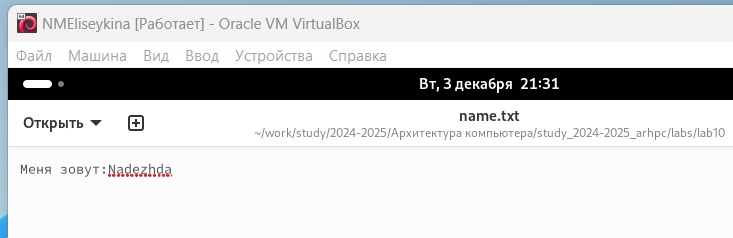 NMEliseykina [Работает] - Oracle VM VirtualBox
Файл Машина Вид Ввод Устройства Справка
Вт, 3 декабря 21:31
Открыть
name.txt
~/work/study/2024-2025/Архитектура компьютера/study_2024-2025_arhpc/labs/lab10
Меня зовут:Nadezhda